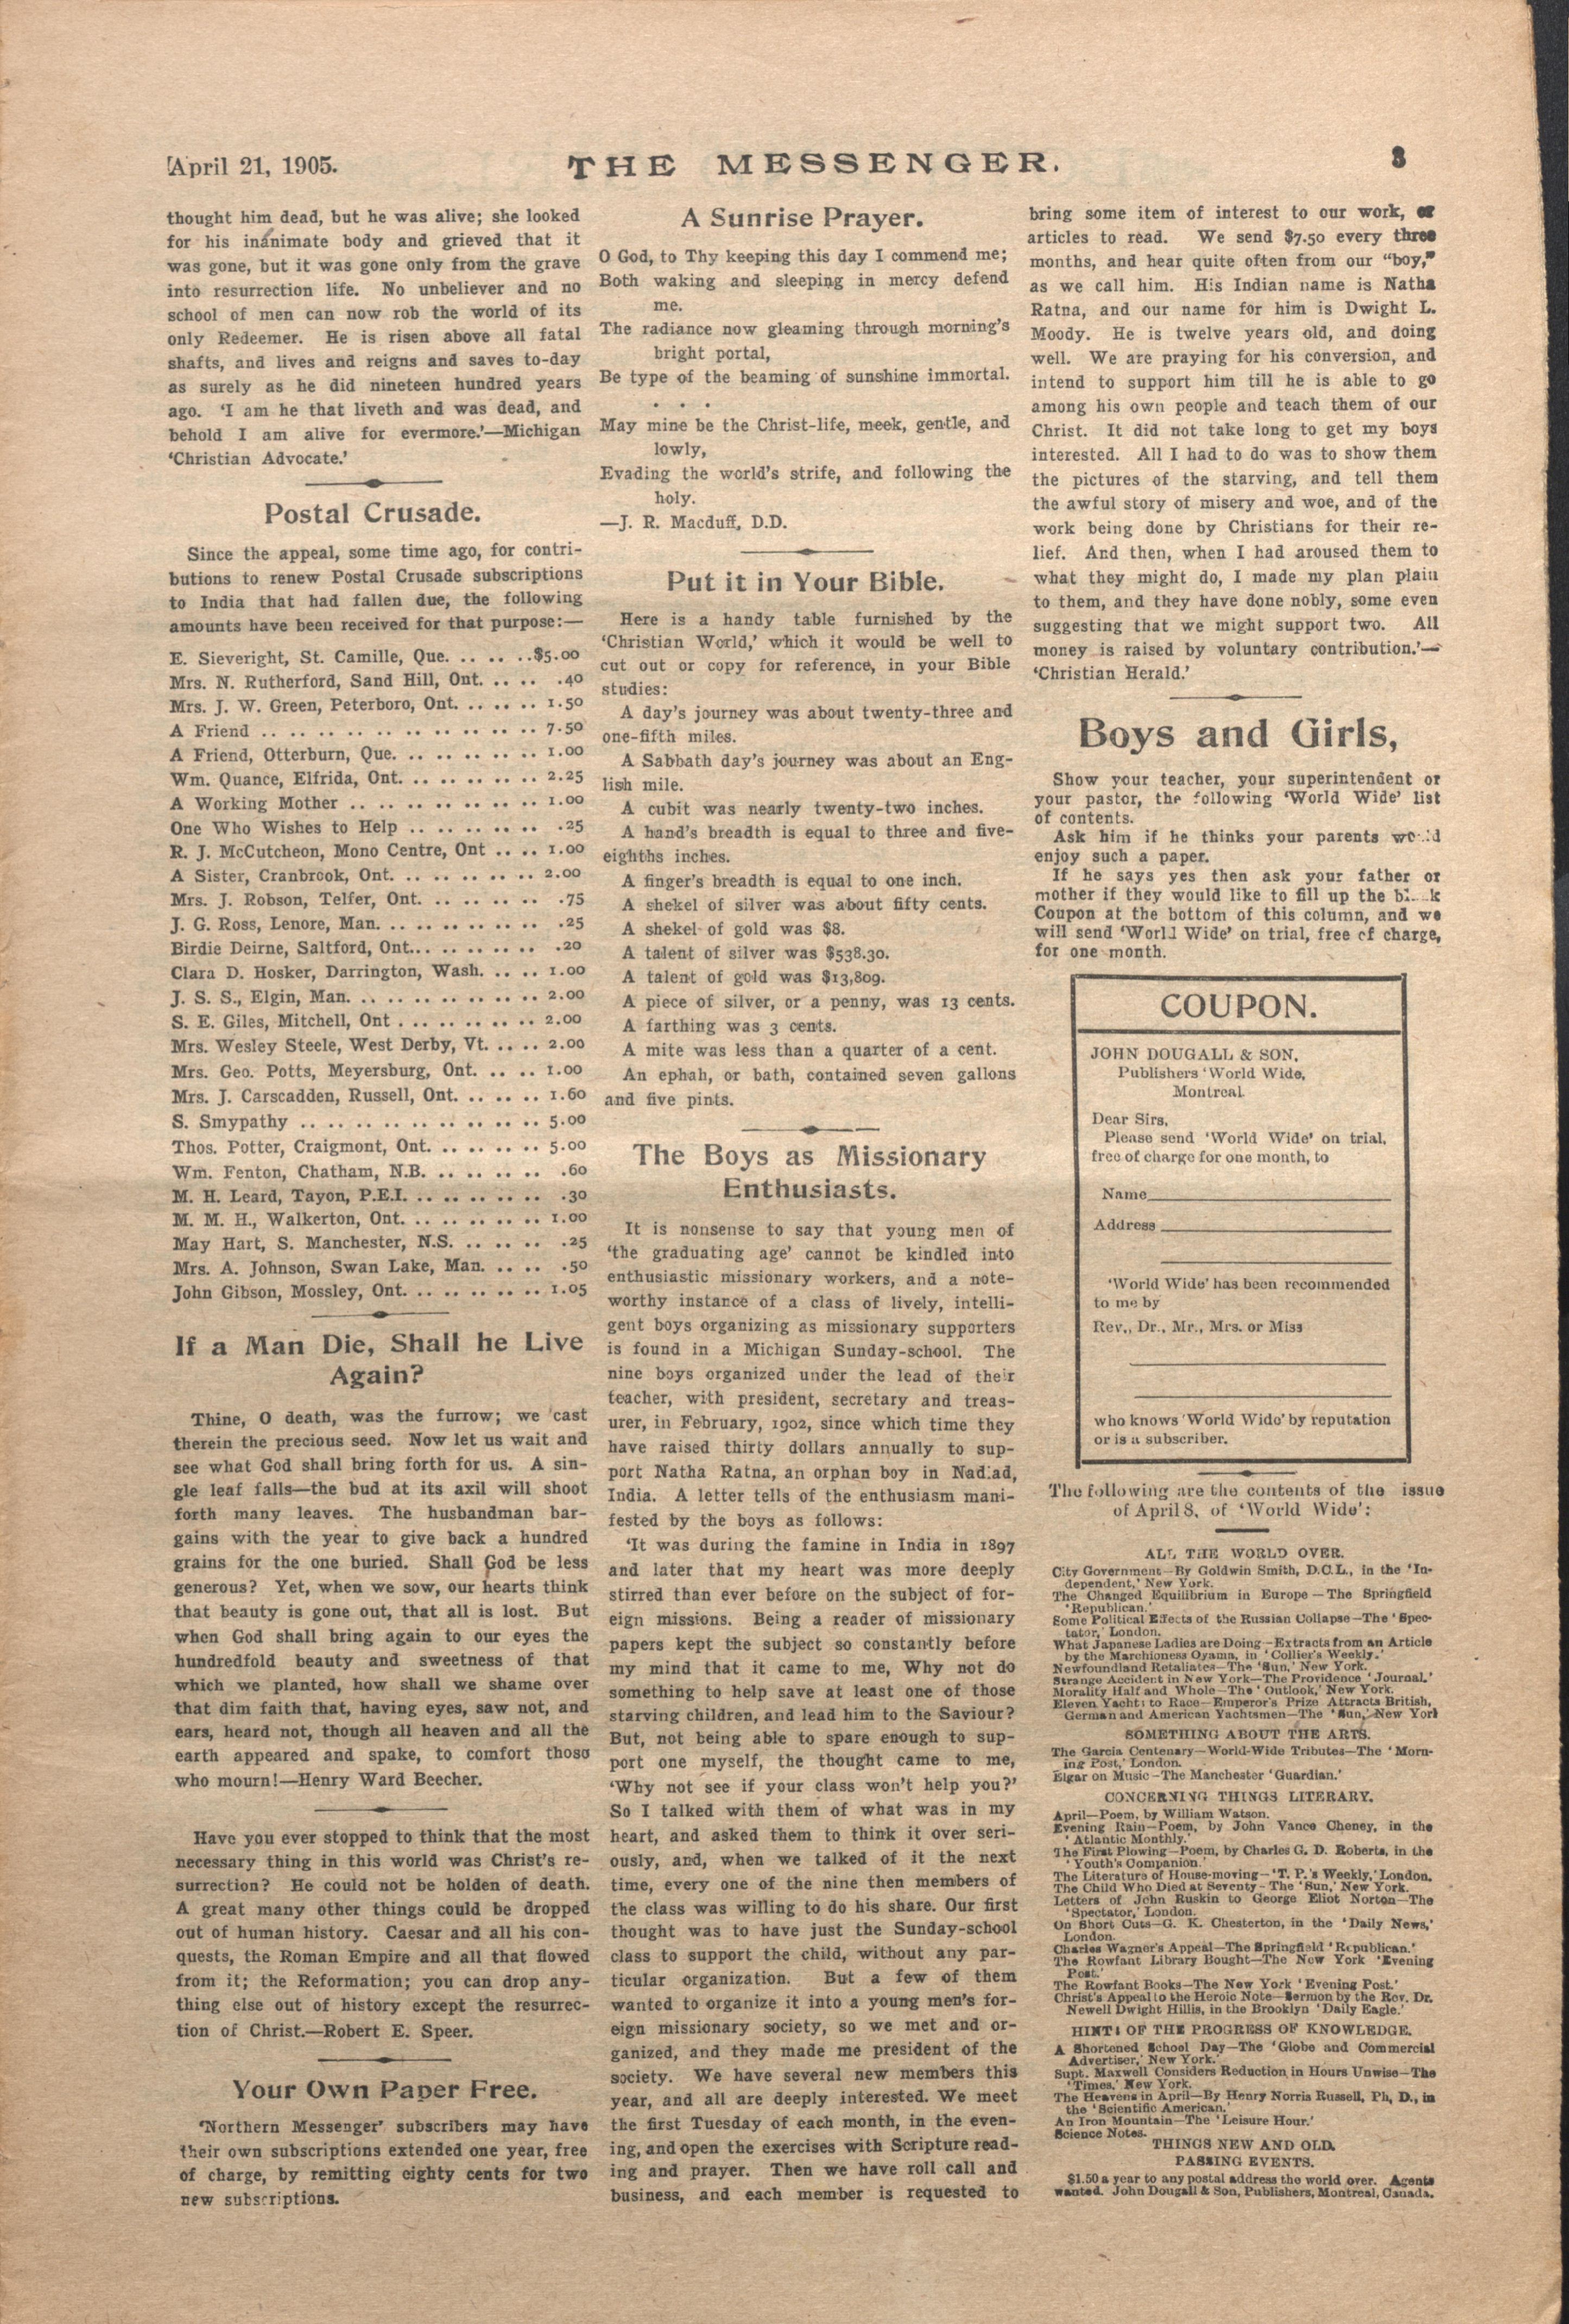 April 21, 1905.
THE MESSENGER.
3
thought him dead, but he was alive; she looked
for his inanimate body and grieved that it
was gone, but it was gone only from the grave
into resurrection life. No unbeliever and no
school of men can now rob the world of its
only Redeemer. He is risen above all fatal
shafts, and lives and reigns and saves to-day
as surely as he did nineteen hundred years
ago. 'I am he that liveth and was dead, and
behold I am alive for evermore.'—Michigan
'Christian Advocate.'
Postal Crusade.
Since the appeal, some time ago, for contri-
butions to renew Postal Crusade subscriptions
to India that had fallen due, the following
amounts have been received for that purpose:—
E. Sieveright, St. Camille, Que. .. .. ..$5.00
Mrs. N. Rutherford, Sand Hill, Ont. .. .. .40
Mrs. J. W. Green, Peterboro, Ont. .. .. .. 1.50
A Friend .. .. .. .. .. .. .. .. .. .. .. 7.50
A Friend, Otterburn, Que. .. .. .. .. .. 1.00
Wm. Quance, Elfrida, Ont. .. .. .. .. .. 2.25
A Working Mother .. .. .. .. .. .. .. .. 1.00
One Who Wishes to Help .. .. .. .. .. .25
R. J. McCutcheon, Mono Centre, Ont .. .. 1.00
A Sister, Cranbrook, Ont. .. .. .. .. .. 2.00
Mrs. J. Robson, Telfer, Ont. .. .. .. .. .75
J. G. Ross, Lenore, Man. .. .. .. .. .. .. .25
Birdie Deirne, Saltford, Ont... .. .. .. .. .20
Clara D. Hosker, Darrington, Wash. .. .. 1.00
J. S. S., Elgin, Man. .. .. .. .. .. .. .. 2.00
S. E. Giles, Mitchell, Ont . .. .. .. .. .. 2.00
Mrs. Wesley Steele, West Derby, Vt. .. .. 2.00
Mrs. Geo. Potts, Meyersburg, Ont. .. .. 1.00
Mrs. J. Carscadden, Russell, Ont. .. .. .. 1.60
S. Smypathy .. .. .. .. .. .. .. .. .. .. 5.00
Thos. Potter, Craigmont, Ont. .. .. .. .. 5.00
Wm. Fenton, Chatham, N.B. .. .. .. .. .60
M. H. Leard, Tayon, P.E.I. .. .. .. .. .. .30
M. M. H., Walkerton, Ont. .. .. .. .. .. 1.00
May Hart, S. Manchester, N.S. .. .. .. .25
Mrs. A. Johnson, Swan Lake, Man. .. .. .50
John Gibson, Mossley, Ont. .. .. .. .. .. 1.05
If a Man Die, Shall he Live
Again?
Thine, O death, was the furrow; we cast
therein the precious seed. Now let us wait and
see what God shall bring forth for us. A sin-
gle leaf falls—the bud at its axil will shoot
forth many leaves. The husbandman bar-
gains with the year to give back a hundred
grains for the one buried. Shall God be less
generous? Yet, when we sow, our hearts think
that beauty is gone out, that all is lost. But
when God shall bring again to our eyes the
hundredfold beauty and sweetness of that
which we planted, how shall we shame over
that dim faith that, having eyes, saw not, and
ears, heard not, though all heaven and all the
earth appeared and spake, to comfort those
who mourn!—Henry Ward Beecher.
Have you ever stopped to think that the most
necessary thing in this world was Christ's re-
surrection? He could not be holden of death.
A great many other things could be dropped
out of human history. Caesar and all his con-
quests, the Roman Empire and all that flowed
from it; the Reformation; you can drop any-
thing else out of history except the resurrec-
tion of Christ.—Robert E. Speer.
Your Own Paper Free.
'Northern Messenger' subscribers may have
their own subscriptions extended one year, free
of charge, by remitting eighty cents for two
new subscriptions.
A Sunrise Prayer.
O God, to Thy keeping this day I commend me;
Both waking and sleeping in mercy defend
me.
The radiance now gleaming through morning's
bright portal,
Be type of the beaming of sunshine immortal.
. . .
May mine be the Christ-life, meek, gentle, and
lowly,
Evading the world's strife, and following the
holy.
—J. R. Macduff, D.D.
Put it in Your Bible.
Here is a handy table furnished by the
'Christian World,' which it would be well to
cut out or copy for reference, in your Bible
studies:
A day's journey was about twenty-three and
one-fifth miles.
A Sabbath day's journey was about an Eng-
lish mile.
A cubit was nearly twenty-two inches.
A hand's breadth is equal to three and five-
eighths inches.
A finger's breadth is equal to one inch.
A shekel of silver was about fifty cents.
A shekel of gold was $8.
A talent of silver was $538.30.
A talent of gold was $13,809.
A piece of silver, or a penny, was 13 cents.
A farthing was 3 cents.
A mite was less than a quarter of a cent.
An ephah, or bath, contained seven gallons
and five pints.
The Boys as Missionary
Enthusiasts.
It is nonsense to say that young men of
'the graduating age' cannot be kindled into
enthusiastic missionary workers, and a note-
worthy instance of a class of lively, intelli-
gent boys organizing as missionary supporters
is found in a Michigan Sunday-school. The
nine boys organized under the lead of their
teacher, with president, secretary and treas-
urer, in February, 1902, since which time they
have raised thirty dollars annually to sup-
port Natha Ratna, an orphan boy in Nadiad,
India. A letter tells of the enthusiasm mani-
fested by the boys as follows:
'It was during the famine in India in 1897
and later that my heart was more deeply
stirred than ever before on the subject of for-
eign missions. Being a reader of missionary
papers kept the subject so constantly before
my mind that it came to me, Why not do
something to help save at least one of those
starving children, and lead him to the Saviour?
But, not being able to spare enough to sup-
port one myself, the thought came to me,
'Why not see if your class won't help you?'
So I talked with them of what was in my
heart, and asked them to think it over seri-
ously, and, when we talked of it the next
time, every one of the nine then members of
the class was willing to do his share. Our first
thought was to have just the Sunday-school
class to support the child, without any par-
ticular organization. But a few of them
wanted to organize it into a young men's for-
eign missionary society, so we met and or-
ganized, and they made me president of the
society. We have several new members this
year, and all are deeply interested. We meet
the first Tuesday of each month, in the even-
ing, and open the exercises with Scripture read-
ing and prayer. Then we have roll call and
business, and each member is requested to
bring some item of interest to our work, or
articles to read. We send $7.50 every three
months, and hear quite often from our "boy,"
as we call him. His Indian name is Natha
Ratna, and our name for him is Dwight L.
Moody. He is twelve years old, and doing
well. We are praying for his conversion, and
intend to support him till he is able to go
among his own people and teach them of our
Christ. It did not take long to get my boys
interested. All I had to do was to show them
the pictures of the starving, and tell them
the awful story of misery and woe, and of the
work being done by Christians for their re-
lief. And then, when I had aroused them to
what they might do, I made my plan plain
to them, and they have done nobly, some even
suggesting that we might support two. All
money is raised by voluntary contribution.'—
'Christian Herald.'
Boys and Girls,
Show your teacher, your superintendent or
your pastor, the following 'World Wide' list
of contents.
Ask him if he thinks your parents would
enjoy such a paper.
If he says yes then ask your father or
mother if they would like to fill up the
Coupon at the bottom of this column, and we
will send 'World Wide' on trial, free of charge,
for one month.
COUPON.
JOHN DOUGALL & SON,
Publishers 'World Wide,
Montreal
Dear Sirs,
Please send 'World Wide' on trial,
free of charge for one month, to
Name
Address
'World Wide' has been recommended
to me by
Rev., Dr., Mr., Mrs. or Miss
who knows 'World Wide' by reputation
or is a subscriber.
The following are the contents of the issue
of April 8, of 'World Wide':
ALL THE WORLD OVER.
City Government—By Goldwin Smith, D.C.L., in the 'In-
dependent,' New York.
The Changed Equilibrium in Europe—The Springfield
'Republican.'
Some Political Effects of the Russian Collapse—The 'Spec-
tator,' London.
What Japanese Ladies are Doing—Extracts from an Article
by the Marchioness Oyama, in 'Collier's Weekly.'
Newfoundland Retaliates—The 'Sun,' New York.
Strange Accident in New York—The Providence 'Journal.'
Morality Half and Whole—The 'Outlook,' New York.
Eleven Yachts to Race—Emperor's Prize Attracts British,
German and American Yachtsmen—The 'Sun,' New York
SOMETHING ABOUT THE ARTS.
The Garcia Centenary—World-Wide Tributes—The 'Morn-
ing Post,' London.
Elgar on Music—The Manchester 'Guardian.'
CONCERNING THINGS LITERARY.
April—Poem, by William Watson.
Evening Rain—Poem, by John Vance Cheney, in the
'Atlantic Monthly.'
The First Plowing—Poem, by Charles G. D. Roberts, in the
'Youth's Companion.'
The Literature of House-moving—'T. P.'s Weekly,' London.
The Child Who Died at Seventy—The 'Sun,' New York.
Letters of John Ruskin to George Eliot Norton—The
'Spectator,' London.
On Short Cuts—G. K. Chesterton, in the 'Daily News,'
London.
Charles Wagner's Appeal—The Springfield 'Republican.'
The Rowfant Library Bought—The New York 'Evening
Post.'
The Rowfant Books—The New York 'Evening Post.'
Christ's Appeal to the Heroic Note—Sermon by the Rev. Dr.
Newell Dwight Hillis, in the Brooklyn 'Daily Eagle.'
HINTS OF THE PROGRESS OF KNOWLEDGE.
A Shortened School Day—The 'Globe and Commercial
Advertiser,' New York.
Supt. Maxwell Considers Reduction in Hours Unwise—The
'Times,' New York.
The Heavens in April—By Henry Norris Russell, Ph, D., in
the 'Scientific American.'
An Iron Mountain—The 'Leisure Hour.'
Science Notes.
THINGS NEW AND OLD.
PASSING EVENTS.
$1.50 a year to any postal address the world over. Agents
wanted. John Dougall & Son, Publishers, Montreal, Canada.